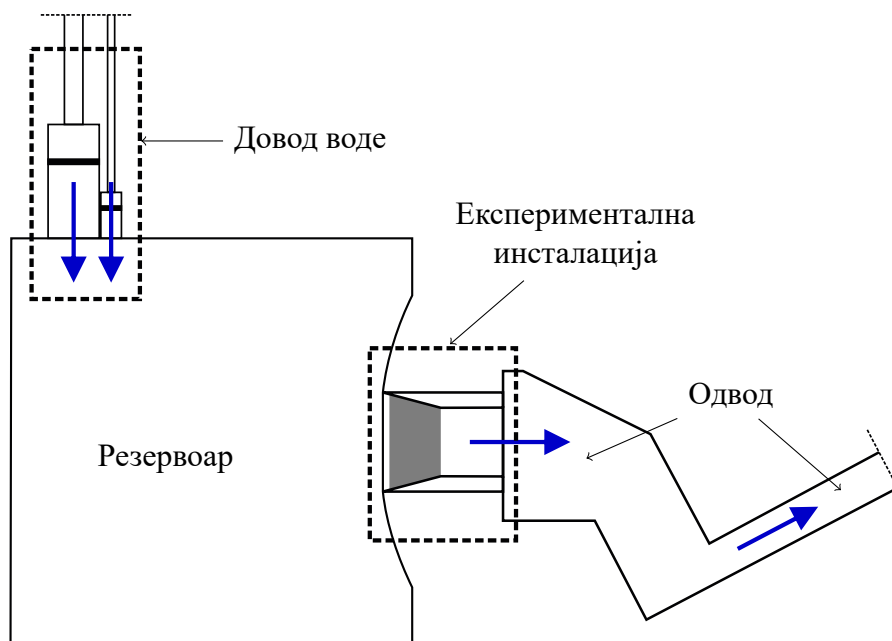 Довод воде
Експериментална
инсталација
Одвод
Резервоар